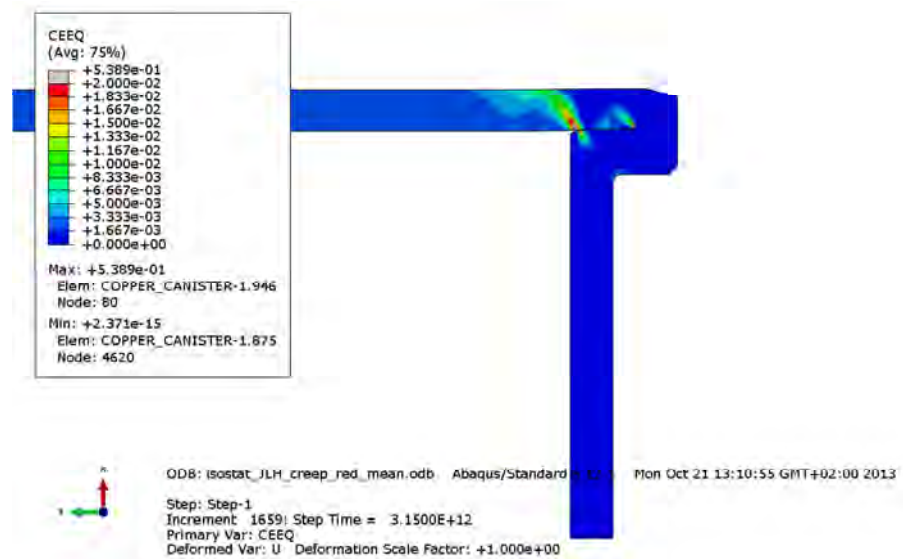 CEEQ
(Avg: 75%)
+5.389e-01
+2.000e-02
+1.833e-02
+1.667e-02
+1.500e-02
+1.333e-02
+1.167e-02
+1.000e-02
+8.333e-03
+6.667e-03
+5.000e-03
+3.333e-03
+1.667e-03
+0.000e+00
Max: +5.389e-01
Elem: COPPER_CANISTER-1.946
Node: 80
Min: +2.371e-15
Elem: COPPER_CANISTER-1.875
Node: 4620
ODB: isostat_JLH_creep_red_mean.odb Abaqus/Standard Mon Oct 21 13:10:55 GMT+02:00 2013
Step: Step-1
Increment 1659: Step Time = 3.1500E+12
Primary Var: CEEQ
Deformed Var: U Deformation Scale Factor: +1.000e+00